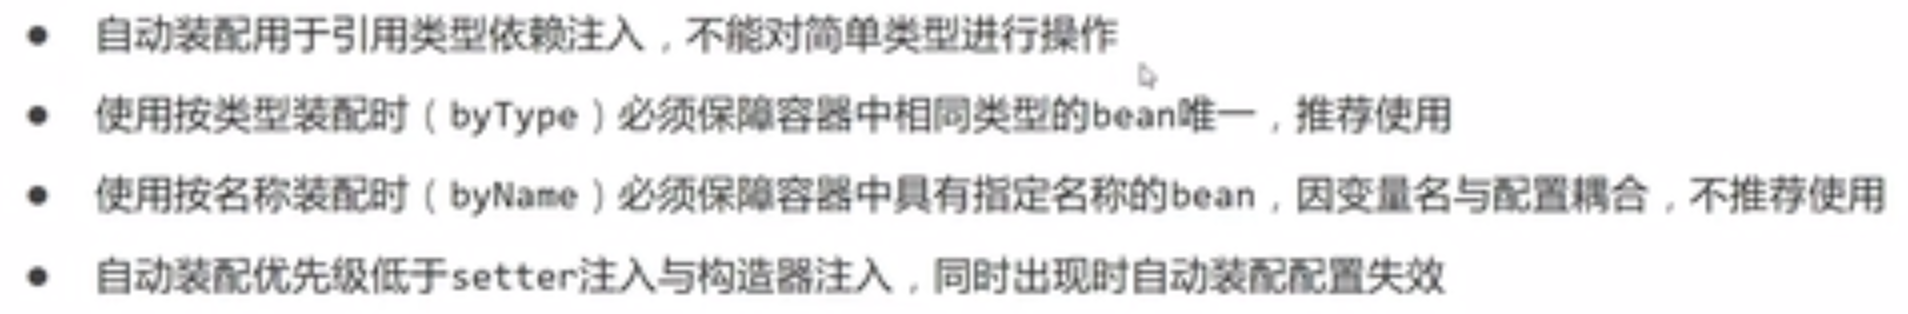 ● 自动装配用于引用类型依赖注入，不能对简单类型进行操作
● 使用按类型装配时（byType）必须保障容器中相同类型的bean唯一，推荐使用
● 使用按名称装配时（byName）必须保障容器中具有指定名称的bean，因变量名与配置耦合，不推荐使用
● 自动装配优先级低于setter注入与构造器注入，同时出现时自动装配配置失效